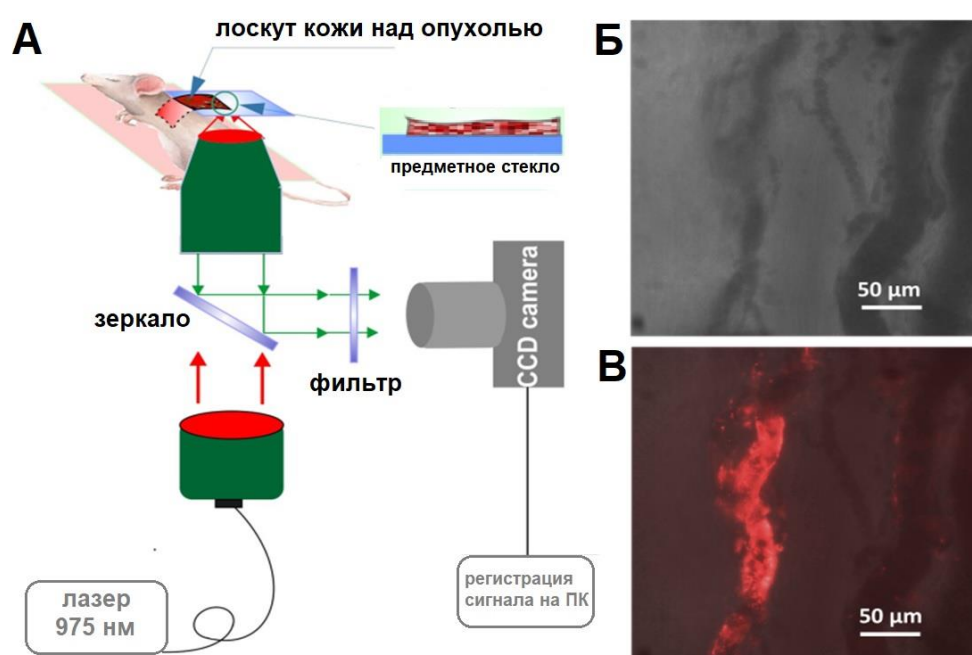 А
лоскут кожи над опухолью
предметное стекло
зеркало
фильтр
CCD camera
лазер
975 нм
регистрация
сигнала на ПК
Б
50 µm
В
50 µm